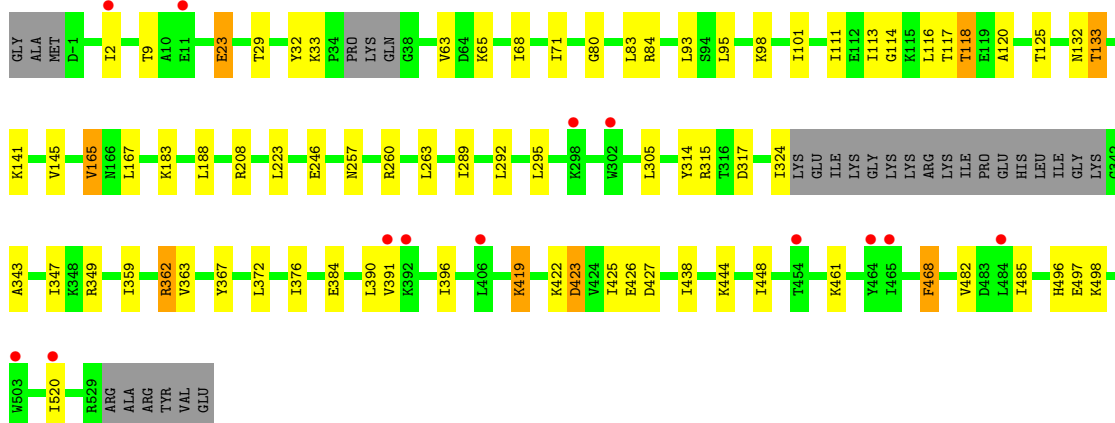 GLY ALA MET D-1 I2 T9 A10 E11 E23 T29 Y32 K33 P34 PRO LYS GLN G38 V63 D64 K65 I68 I71 G80 L83 R84 L93 S94 L95 K98 I101 I111 E112 I113 G114 K115 L116 T117 T118 E119 A120 T125 N132 T133
K141 V145 V165 N166 L167 K183 L188 R208 L223 E246 N257 R260 L263 I289 L292 L295 K298 W302 L305 Y314 R315 T316 D317 I324 LYS GLU ILE LYS GLY LYS LYS ARG LYS ILE PRO GLU HIS LEU ILE GLY LYS G342
A343 I347 K348 R349 I359 R362 V363 Y367 L372 I376 E384 L390 V391 K392 I396 L406 K419 K422 D423 V424 I425 E426 D427 I438 K444 I448 T454 K461 Y464 I465 F468 V482 D483 L484 I485 H496 E497 K498
W503 I520 R529 ARG ALA ARG TYR VAL GLU